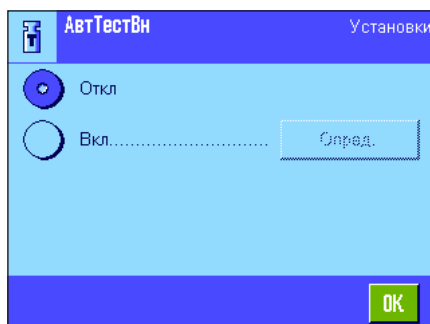 АвтТестВн Установки
Откл
Вкл........................... Опред.
OK